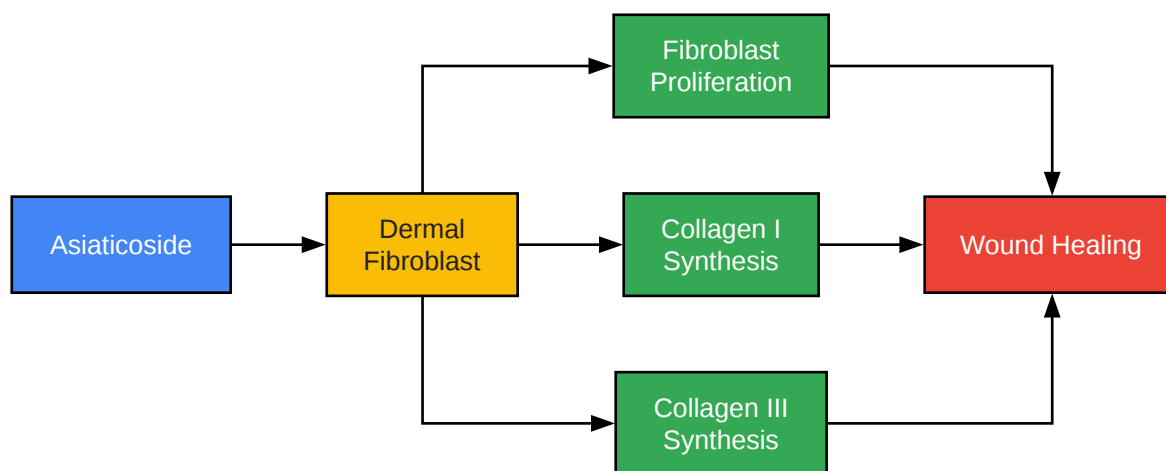 Fibroblast
Proliferation
Asiaticoside
Dermal
Fibroblast
Collagen I
Synthesis
Wound Healing
Collagen III
Synthesis